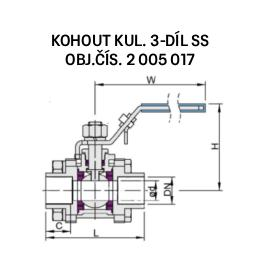 KOHOUT KUL. 3-DÍL SS
OBJ.ČÍS. 2 005 017
W
H
ød
DN
C
L